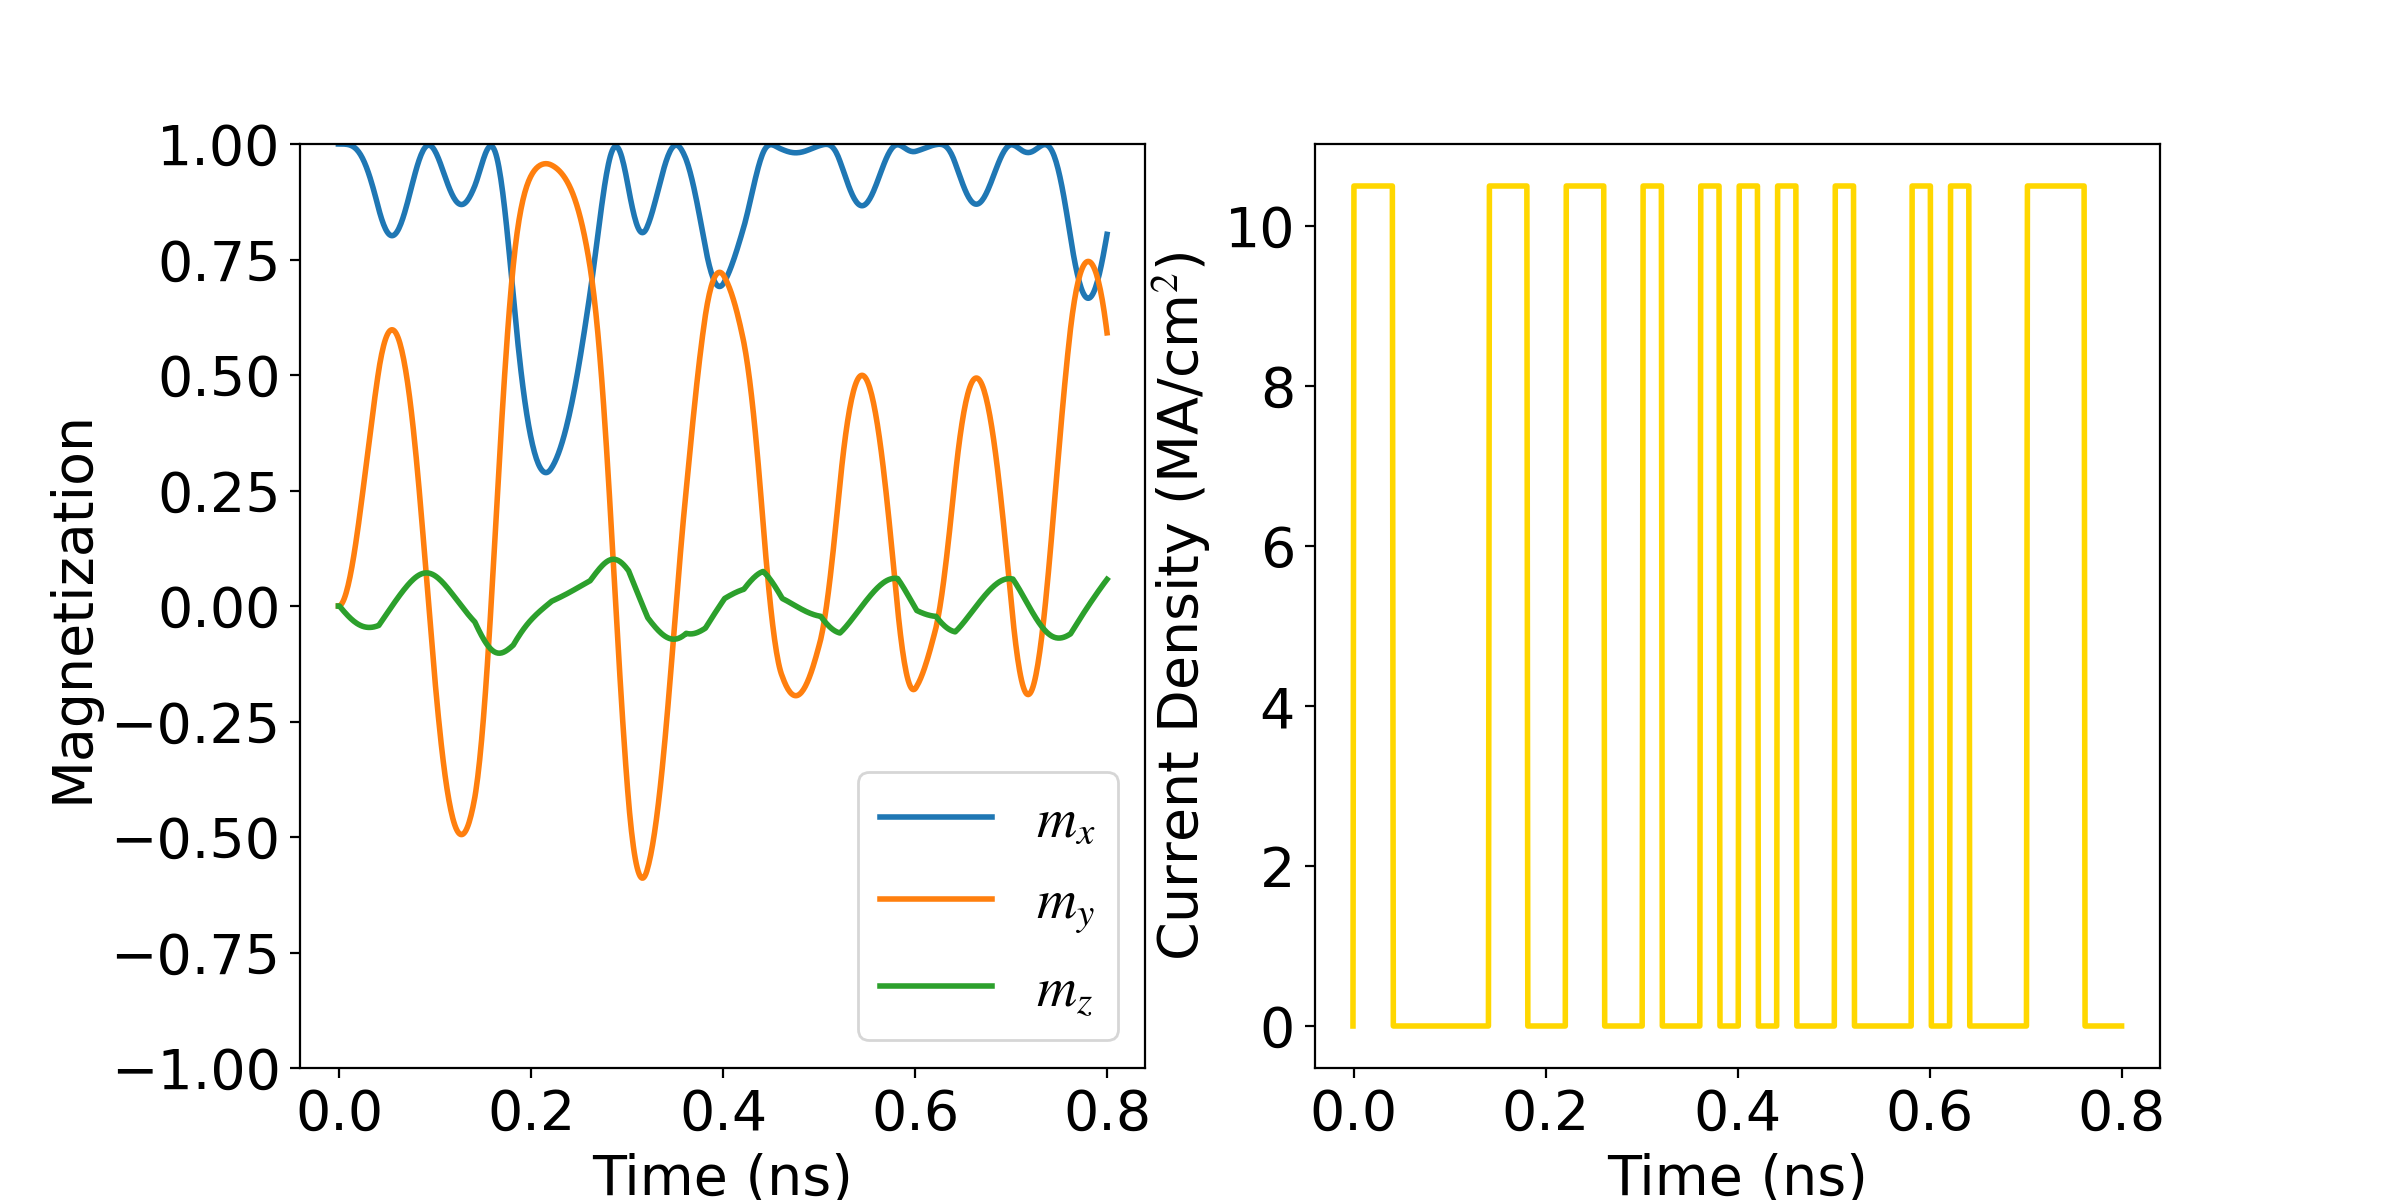 1.00
0.75
0.50
0.25
0.00
−0.25
−0.50
−0.75
−1.00
Magnetization
0.0 0.2 0.4 0.6 0.8
Time (ns)
m_x
m_y
m_z
Current Density (MA/cm²)
10
8
6
4
2
0
0.0 0.2 0.4 0.6 0.8
Time (ns)